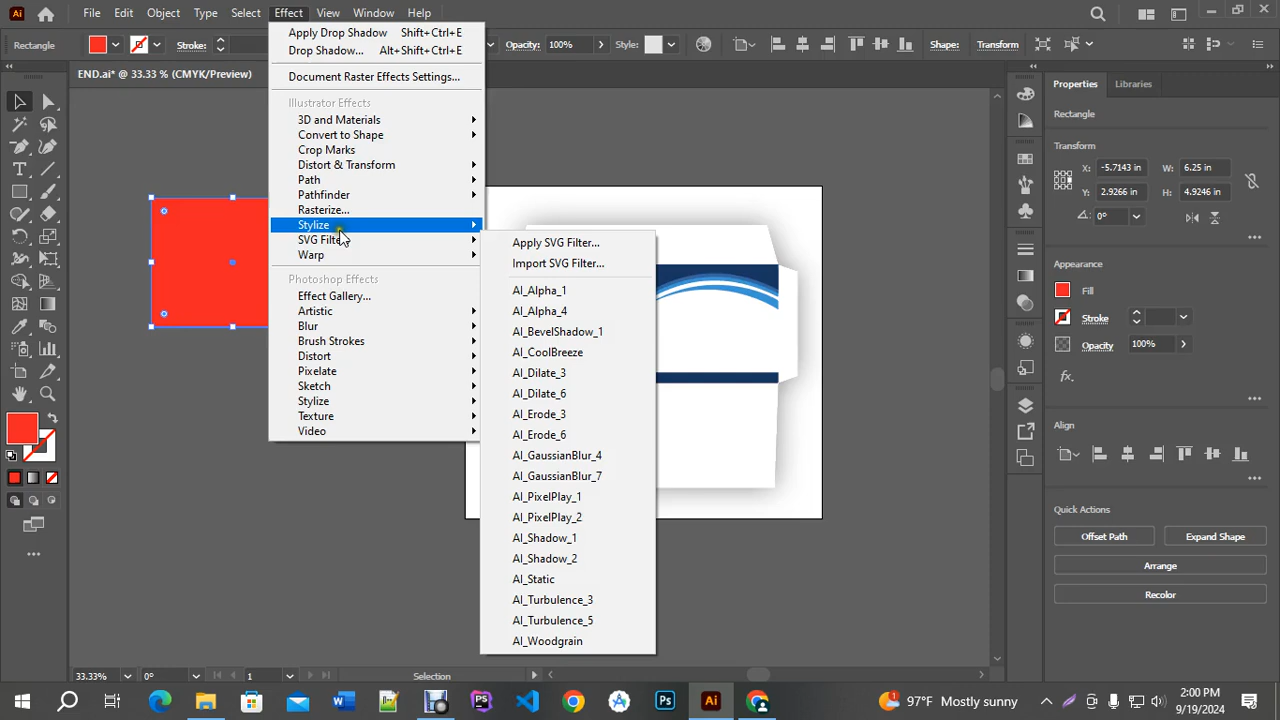 File Edit Object Type Select Effect View Window Help
Rectangle Stroke: Opacity: 100% Style: Shape: Transform
END.ai* @ 33.33 % (CMYK/Preview)
Apply Drop Shadow Shift+Ctrl+E
Drop Shadow... Alt+Shift+Ctrl+E
Document Raster Effects Settings...
Illustrator Effects
3D and Materials
Convert to Shape
Crop Marks
Distort & Transform
Path
Pathfinder
Rasterize...
Stylize
SVG
Warp
Photoshop Effects
Effect Gallery...
Artistic
Blur
Brush Strokes
Distort
Pixelate
Sketch
Stylize
Texture
Video
Apply SVG Filter...
Import SVG Filter...
AI_Alpha_1
AI_Alpha_4
AI_BevelShadow_1
AI_CoolBreeze
AI_Dilate_3
AI_Dilate_6
AI_Erode_3
AI_Erode_6
AI_GaussianBlur_4
AI_GaussianBlur_7
AI_PixelPlay_1
AI_PixelPlay_2
AI_Shadow_1
AI_Shadow_2
AI_Static
AI_Turbulence_3
AI_Turbulence_5
AI_Woodgrain
Properties Libraries
Rectangle
Transform
X: -5.7143 in W: 6.25 in
Y: 2.9266 in H: 4.9246 in
0°
Appearance
Fill
Stroke
Opacity 100%
fx.
Align
Quick Actions
Offset Path Expand Shape
Arrange
Recolor
33.33% 0° 1 Selection
Ps Ai
97°F Mostly sunny
2:00 PM
9/19/2024